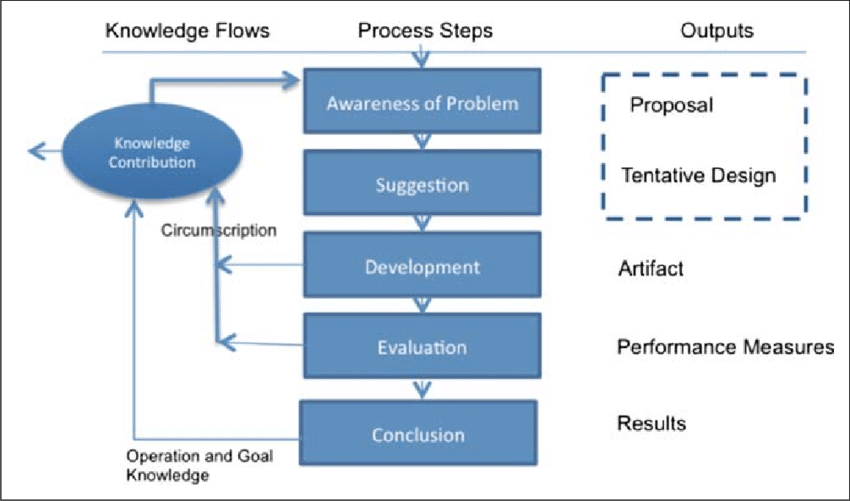 Knowledge Flows
Process Steps
Outputs
Awareness of Problem
Proposal
Knowledge
Contribution
Suggestion
Tentative Design
Circumscription
Development
Artifact
Evaluation
Performance Measures
Conclusion
Results
Operation and Goal
Knowledge